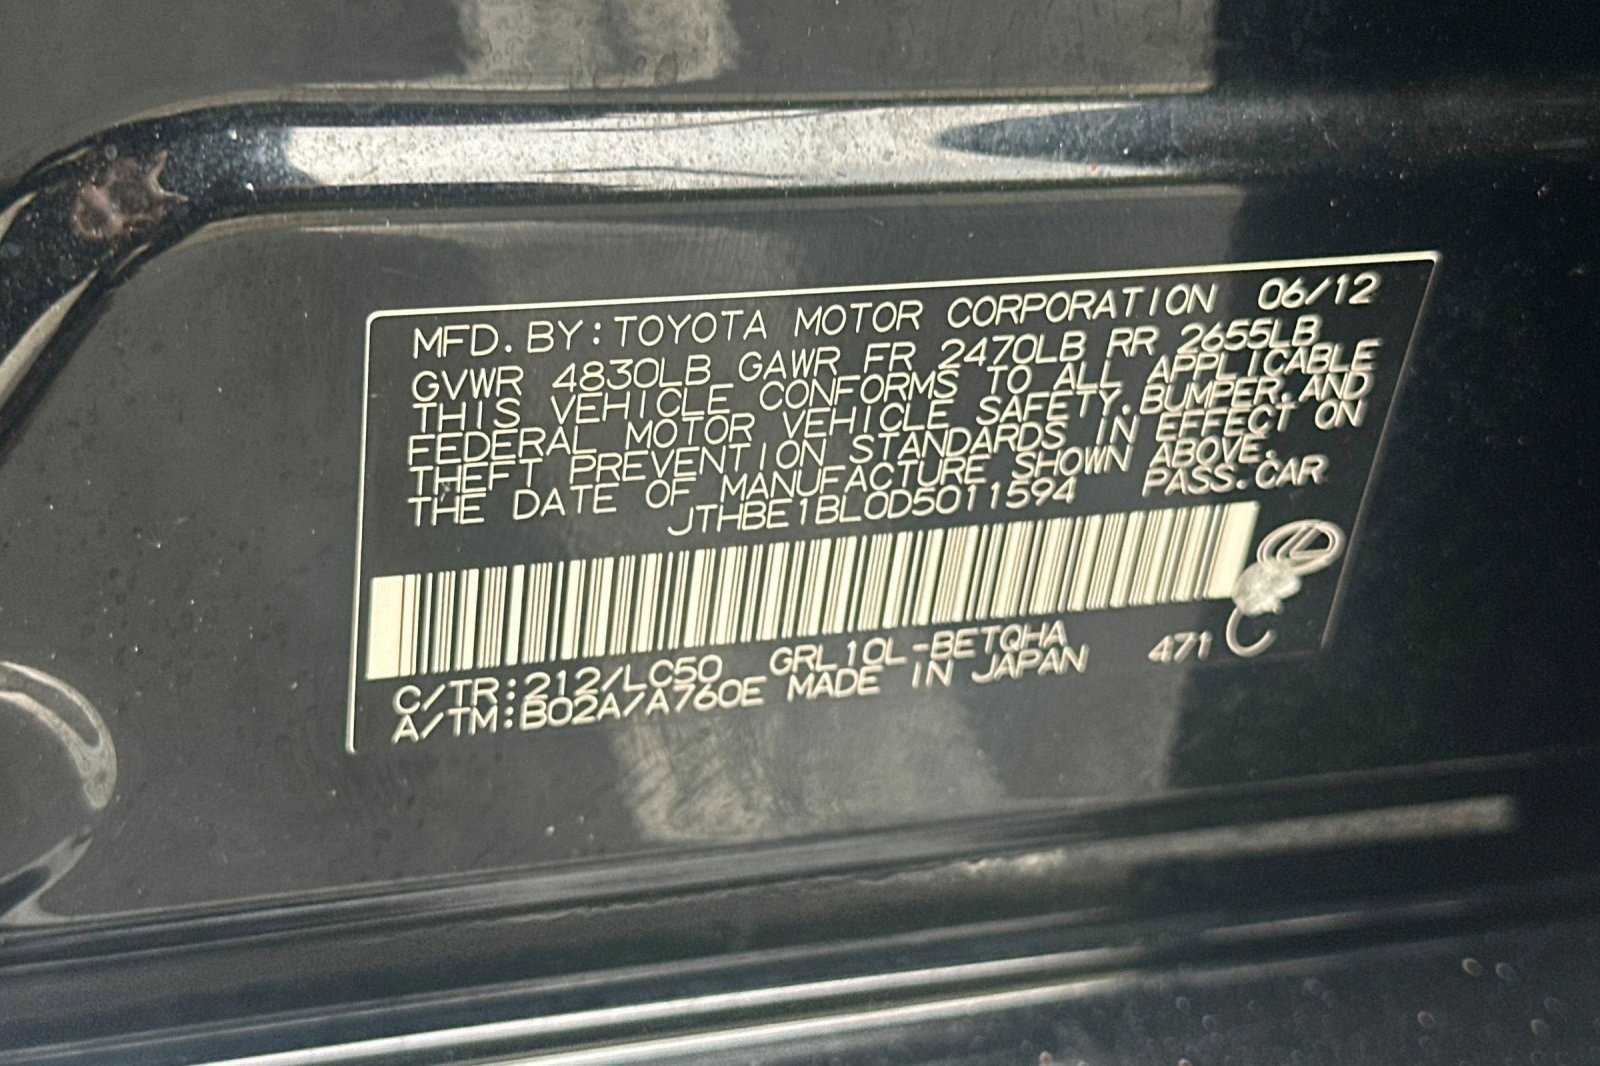 MFD. BY: TOYOTA MOTOR CORPORATION 06/12
GVWR 4830LB GAWR FR 2470LB RR 2655LB
THIS VEHICLE CONFORMS TO ALL APPLICABLE
FEDERAL MOTOR VEHICLE SAFETY, BUMPER, AND
THEFT PREVENTION STANDARDS IN EFFECT ON
THE DATE OF MANUFACTURE SHOWN ABOVE.
JTHBE1BL0D5011594 PASS. CAR
C/TR: 212/LC50 GRL10L-BETQHA
A/TM: B02A/A760E MADE IN JAPAN 471 C